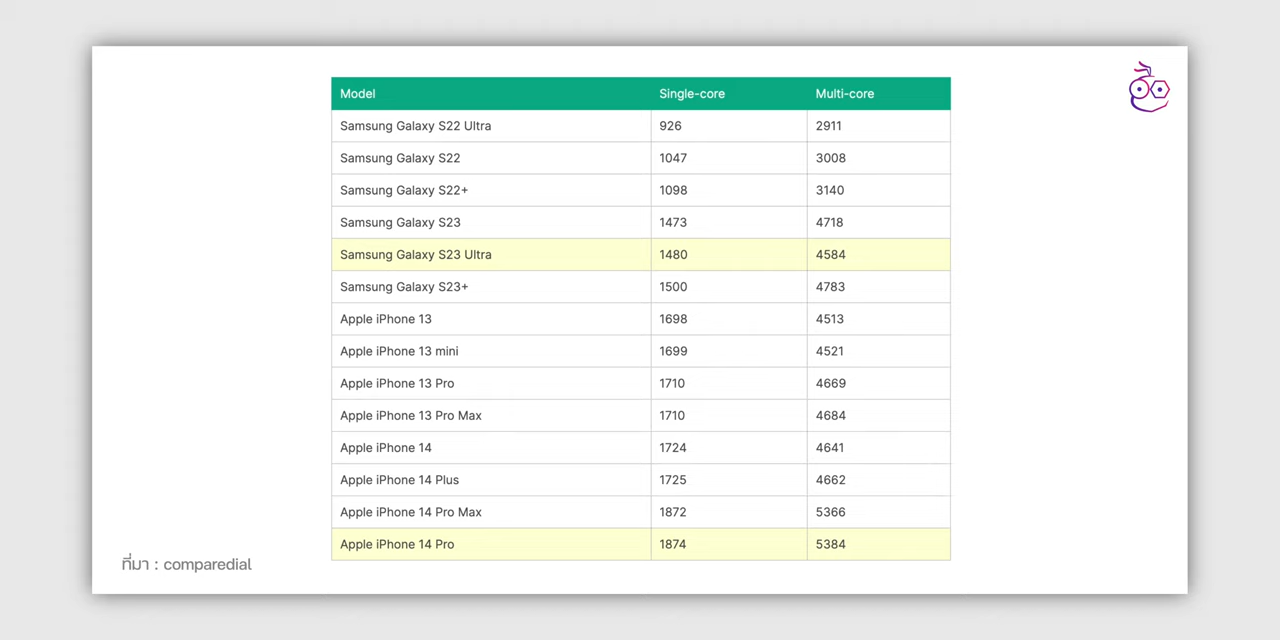 Model Single-core Multi-core
Samsung Galaxy S22 Ultra 926 2911
Samsung Galaxy S22 1047 3008
Samsung Galaxy S22+ 1098 3140
Samsung Galaxy S23 1473 4718
Samsung Galaxy S23 Ultra 1480 4584
Samsung Galaxy S23+ 1500 4783
Apple iPhone 13 1698 4513
Apple iPhone 13 mini 1699 4521
Apple iPhone 13 Pro 1710 4669
Apple iPhone 13 Pro Max 1710 4684
Apple iPhone 14 1724 4641
Apple iPhone 14 Plus 1725 4662
Apple iPhone 14 Pro Max 1872 5366
Apple iPhone 14 Pro 1874 5384
ที่มา : comparedial